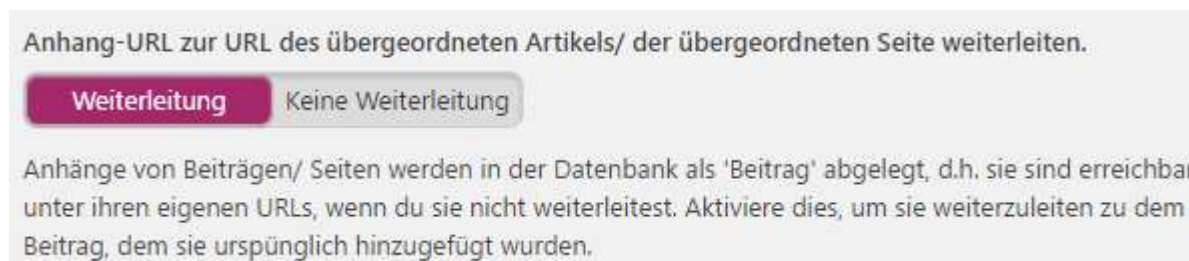 Anhang-URL zur URL des übergeordneten Artikels/ der übergeordneten Seite weiterleiten.
Weiterleitung Keine Weiterleitung
Anhänge von Beiträgen/ Seiten werden in der Datenbank als 'Beitrag' abgelegt, d.h. sie sind erreichbar
unter ihren eigenen URLs, wenn du sie nicht weiterleitest. Aktiviere dies, um sie weiterzuleiten zu dem
Beitrag, dem sie urspünglich hinzugefügt wurden.